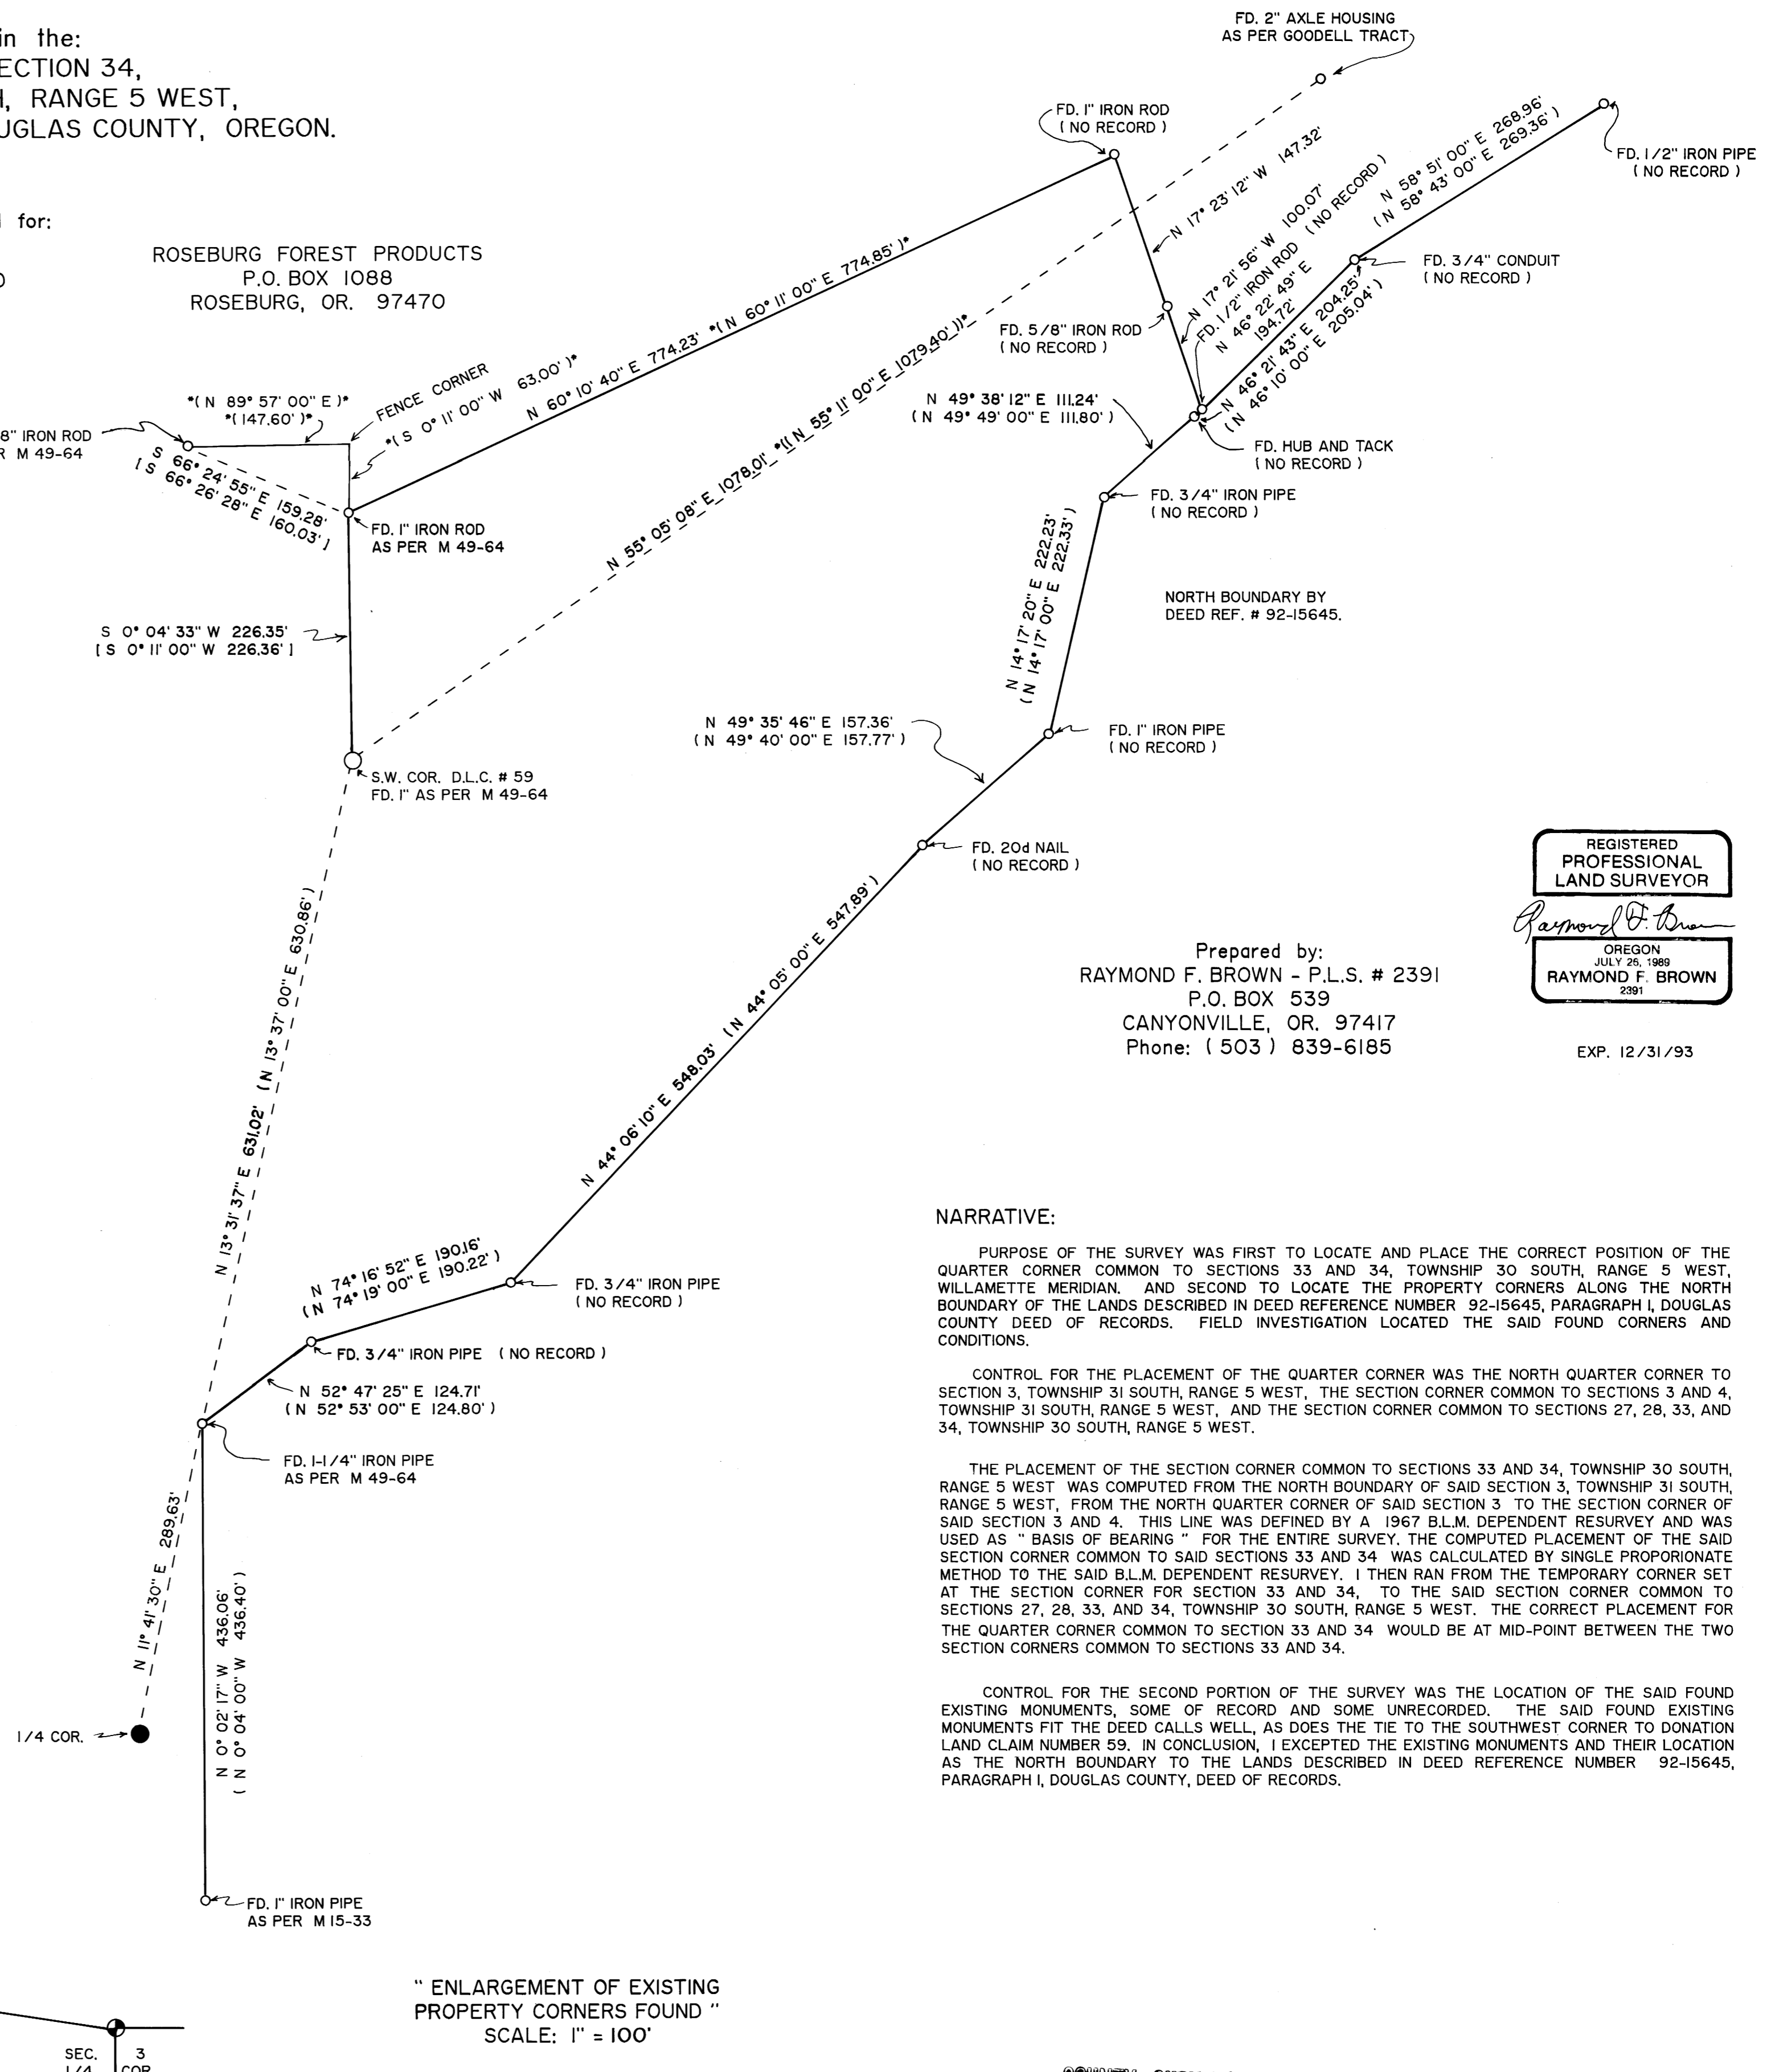 in the:
SECTION 34,
RANGE 5 WEST,
DOUGLAS COUNTY, OREGON.
for:
ROSEBURG FOREST PRODUCTS
P.O. BOX 1088
ROSEBURG, OR. 97470
FD. 2" AXLE HOUSING
AS PER GOODELL TRACT
FD. 1" IRON ROD
( NO RECORD )
FD. 1/2" IRON PIPE
( NO RECORD )
N 58° 51' 00" E 268.96'
( N 58° 43' 00" E 269.36' )
N 17° 23' 12" W 147.32'
N 17° 21' 56" W 100.07'
FD. 1/2" IRON ROD ( NO RECORD )
N 46° 22' 49" E
194.72'
N 46° 21' 43" E 204.25'
( N 46° 10' 00" E 205.04' )
FD. 3/4" CONDUIT
( NO RECORD )
FD. 5/8" IRON ROD
( NO RECORD )
N 60° 10' 40" E 774.23' *( N 60° 11' 00" E 774.85' )*
N 55° 05' 08" E 1078.01' *(( N 55° 11' 00" E 1079.40' ))*
FENCE CORNER
*( S 0° 11' 00" W 63.00' )*
*( N 89° 57' 00" E )*
*( 147.60' )*
8" IRON ROD
R M 49-64
S 66° 24' 55" E 159.28'
[ S 66° 26' 28" E 160.03' ]
FD. 1" IRON ROD
AS PER M 49-64
N 49° 38' 12" E 111.24'
( N 49° 49' 00" E 111.80' )
FD. HUB AND TACK
( NO RECORD )
FD. 3/4" IRON PIPE
( NO RECORD )
N 14° 17' 20" E 222.23'
( N 14° 17' 00" E 222.33' )
NORTH BOUNDARY BY
DEED REF. # 92-15645.
S 0° 04' 33" W 226.35'
[ S 0° 11' 00" W 226.36' ]
S.W. COR. D.L.C. # 59
FD. 1" AS PER M 49-64
N 49° 35' 46" E 157.36'
( N 49° 40' 00" E 157.77' )
FD. 1" IRON PIPE
( NO RECORD )
FD. 20d NAIL
( NO RECORD )
REGISTERED
PROFESSIONAL
LAND SURVEYOR
Raymond F. Brown
OREGON
JULY 26, 1989
RAYMOND F. BROWN
2391
EXP. 12/31/93
Prepared by:
RAYMOND F. BROWN - P.L.S. # 2391
P.O. BOX 539
CANYONVILLE, OR. 97417
Phone: ( 503 ) 839-6185
N 13° 31' 37" E 631.02' ( N 13° 37' 00" E 630.86' )
N 44° 06' 10" E 548.03' ( N 44° 05' 00" E 547.89' )
N 74° 16' 52" E 190.16'
( N 74° 19' 00" E 190.22' )
FD. 3/4" IRON PIPE
( NO RECORD )
FD. 3/4" IRON PIPE ( NO RECORD )
N 52° 47' 25" E 124.71'
( N 52° 53' 00" E 124.80' )
FD. 1-1/4" IRON PIPE
AS PER M 49-64
N 11° 41' 30" E 289.63'
N 0° 02' 17" W 436.06'
( N 0° 04' 00" W 436.40' )
1/4 COR.
FD. 1" IRON PIPE
AS PER M 15-33
NARRATIVE:
PURPOSE OF THE SURVEY WAS FIRST TO LOCATE AND PLACE THE CORRECT POSITION OF THE
QUARTER CORNER COMMON TO SECTIONS 33 AND 34, TOWNSHIP 30 SOUTH, RANGE 5 WEST,
WILLAMETTE MERIDIAN. AND SECOND TO LOCATE THE PROPERTY CORNERS ALONG THE NORTH
BOUNDARY OF THE LANDS DESCRIBED IN DEED REFERENCE NUMBER 92-15645, PARAGRAPH 1, DOUGLAS
COUNTY DEED OF RECORDS. FIELD INVESTIGATION LOCATED THE SAID FOUND CORNERS AND
CONDITIONS.
CONTROL FOR THE PLACEMENT OF THE QUARTER CORNER WAS THE NORTH QUARTER CORNER TO
SECTION 3, TOWNSHIP 31 SOUTH, RANGE 5 WEST, THE SECTION CORNER COMMON TO SECTIONS 3 AND 4,
TOWNSHIP 31 SOUTH, RANGE 5 WEST, AND THE SECTION CORNER COMMON TO SECTIONS 27, 28, 33, AND
34, TOWNSHIP 30 SOUTH, RANGE 5 WEST.
THE PLACEMENT OF THE SECTION CORNER COMMON TO SECTIONS 33 AND 34, TOWNSHIP 30 SOUTH,
RANGE 5 WEST WAS COMPUTED FROM THE NORTH BOUNDARY OF SAID SECTION 3, TOWNSHIP 31 SOUTH,
RANGE 5 WEST, FROM THE NORTH QUARTER CORNER OF SAID SECTION 3 TO THE SECTION CORNER OF
SAID SECTION 3 AND 4. THIS LINE WAS DEFINED BY A 1967 B.L.M. DEPENDENT RESURVEY AND WAS
USED AS " BASIS OF BEARING " FOR THE ENTIRE SURVEY. THE COMPUTED PLACEMENT OF THE SAID
SECTION CORNER COMMON TO SAID SECTIONS 33 AND 34 WAS CALCULATED BY SINGLE PROPORIONATE
METHOD TO THE SAID B.L.M. DEPENDENT RESURVEY. I THEN RAN FROM THE TEMPORARY CORNER SET
AT THE SECTION CORNER FOR SECTION 33 AND 34, TO THE SAID SECTION CORNER COMMON TO
SECTIONS 27, 28, 33, AND 34, TOWNSHIP 30 SOUTH, RANGE 5 WEST. THE CORRECT PLACEMENT FOR
THE QUARTER CORNER COMMON TO SECTION 33 AND 34 WOULD BE AT MID-POINT BETWEEN THE TWO
SECTION CORNERS COMMON TO SECTIONS 33 AND 34.
CONTROL FOR THE SECOND PORTION OF THE SURVEY WAS THE LOCATION OF THE SAID FOUND
EXISTING MONUMENTS, SOME OF RECORD AND SOME UNRECORDED. THE SAID FOUND EXISTING
MONUMENTS FIT THE DEED CALLS WELL, AS DOES THE TIE TO THE SOUTHWEST CORNER TO DONATION
LAND CLAIM NUMBER 59. IN CONCLUSION, I EXCEPTED THE EXISTING MONUMENTS AND THEIR LOCATION
AS THE NORTH BOUNDARY TO THE LANDS DESCRIBED IN DEED REFERENCE NUMBER 92-15645,
PARAGRAPH 1, DOUGLAS COUNTY, DEED OF RECORDS.
" ENLARGEMENT OF EXISTING
PROPERTY CORNERS FOUND "
SCALE: 1" = 100'
SEC. 3
1/4 COR